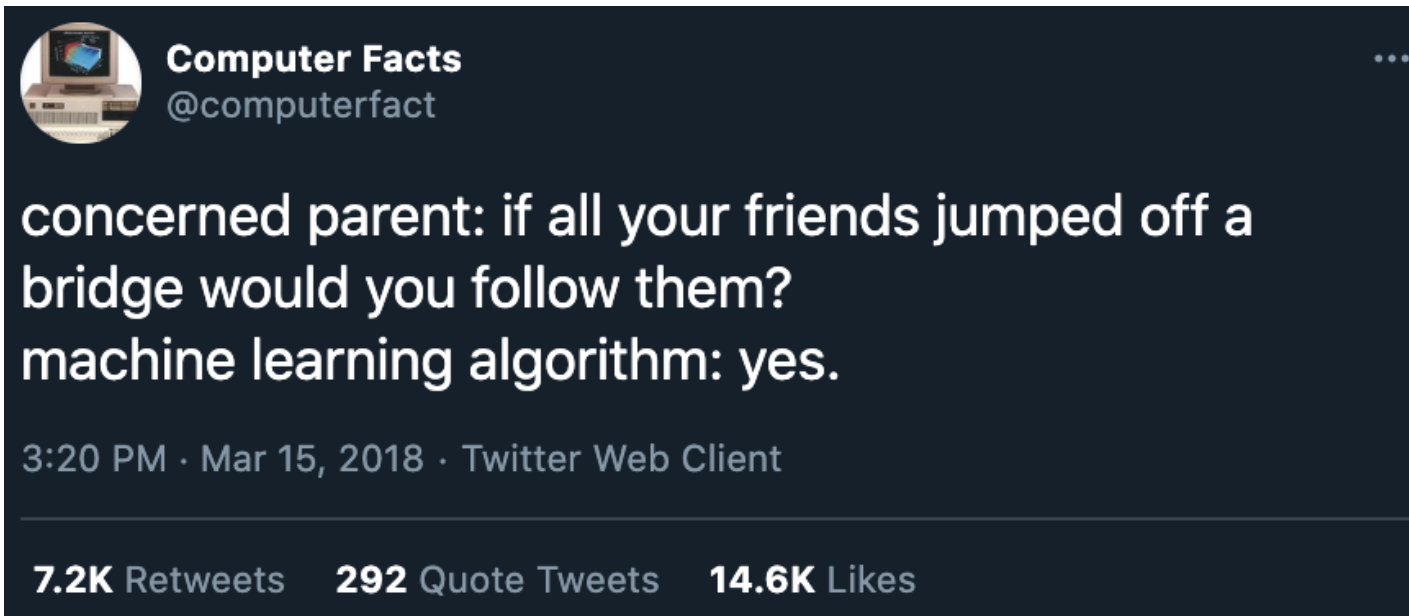 Computer Facts
@computerfact
concerned parent: if all your friends jumped off a
bridge would you follow them?
machine learning algorithm: yes.
3:20 PM · Mar 15, 2018 · Twitter Web Client
7.2K Retweets 292 Quote Tweets 14.6K Likes